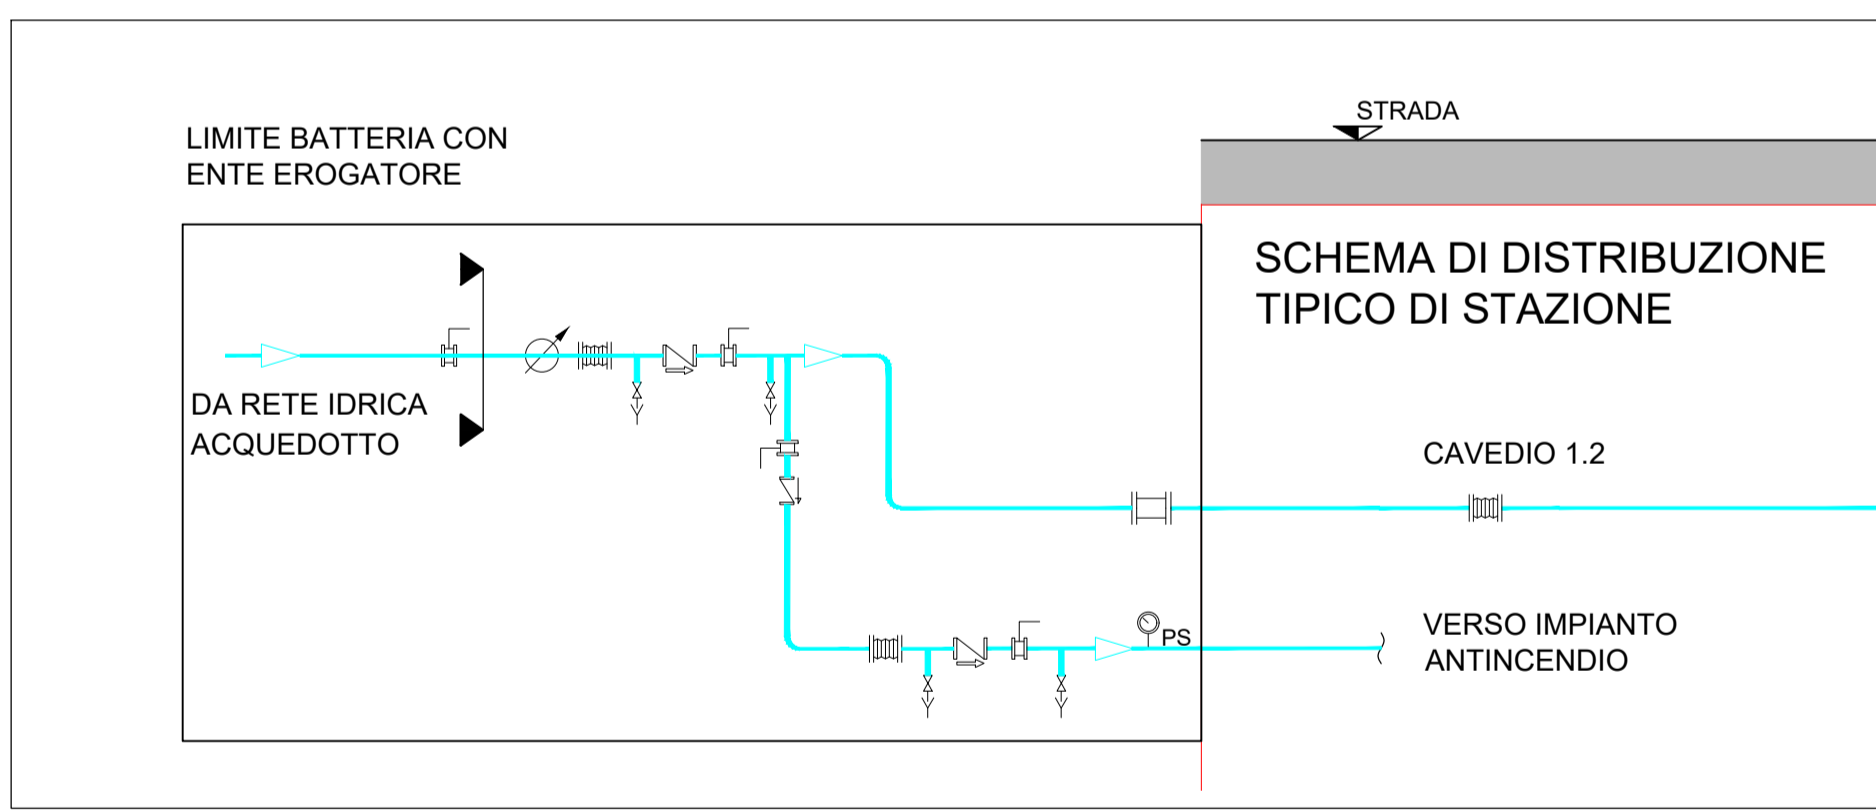 STRADA
LIMITE BATTERIA CON
ENTE EROGATORE
SCHEMA DI DISTRIBUZIONE
TIPICO DI STAZIONE
DA RETE IDRICA
ACQUEDOTTO
CAVEDIO 1.2
PS
VERSO IMPIANTO
ANTINCENDIO